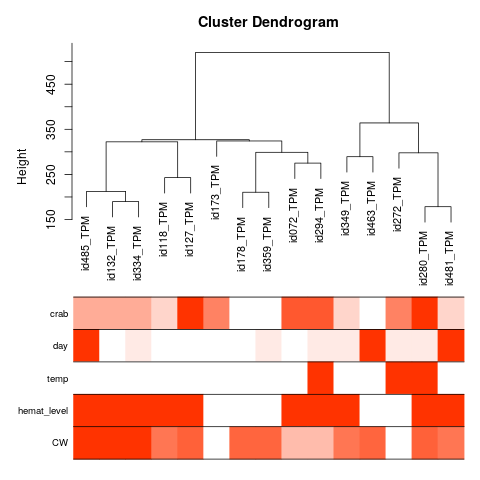 Cluster Dendrogram
Height
450
350
250
150
id485_TPM
id132_TPM
id334_TPM
id118_TPM
id127_TPM
id173_TPM
id178_TPM
id359_TPM
id072_TPM
id294_TPM
id349_TPM
id463_TPM
id272_TPM
id280_TPM
id481_TPM
crab
day
temp
hemat_level
CW